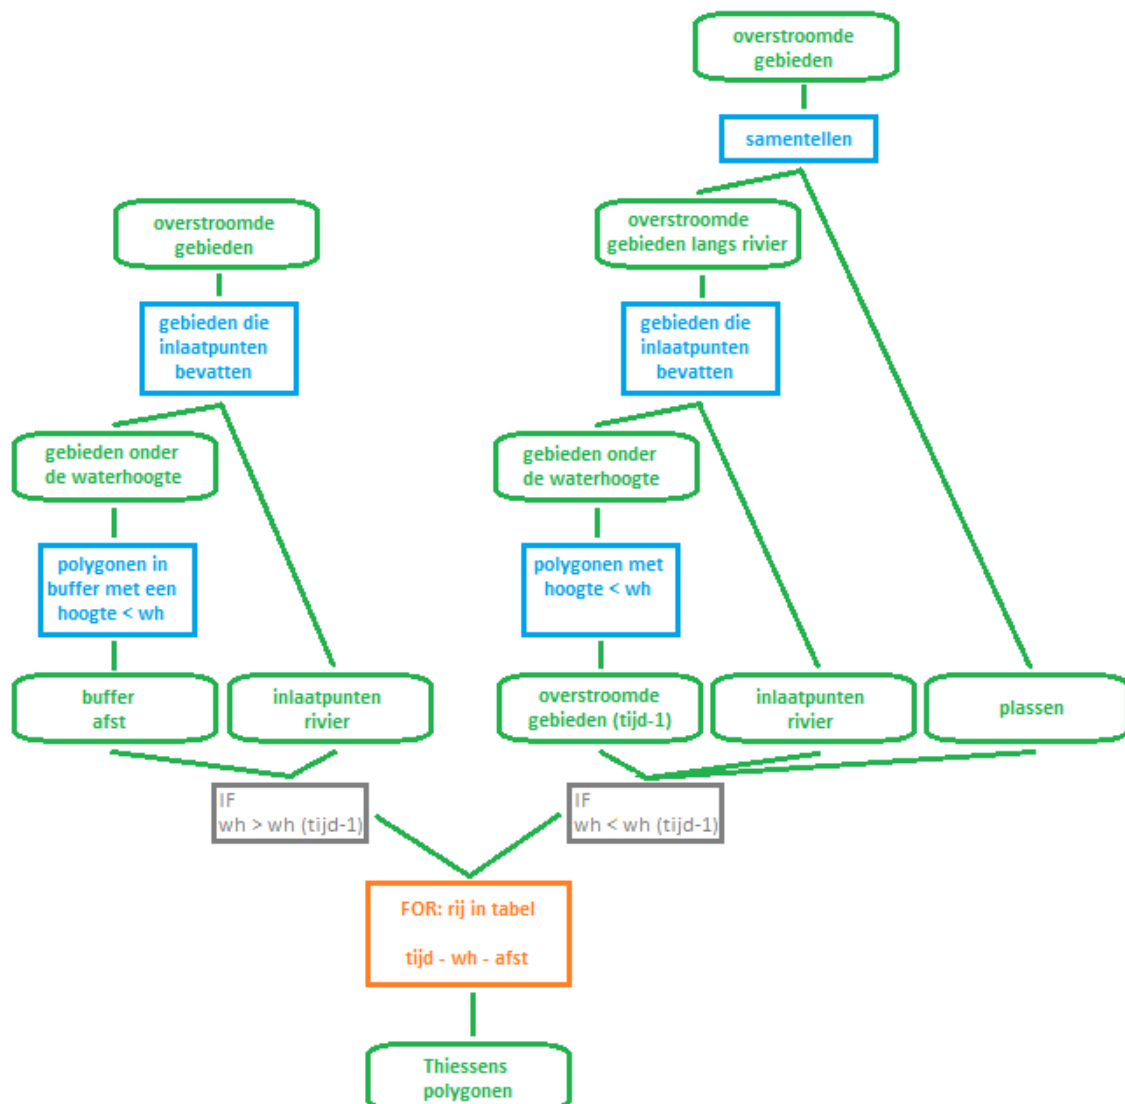 overstroomde
gebieden
samentellen
overstroomde
gebieden
overstroomde
gebieden langs rivier
gebieden die
inlaatpunten
bevatten
gebieden die
inlaatpunten
bevatten
gebieden onder
de waterhoogte
gebieden onder
de waterhoogte
polygonen in
buffer met een
hoogte < wh
polygonen met
hoogte < wh
buffer
afst
inlaatpunten
rivier
overstroomde
gebieden (tijd-1)
inlaatpunten
rivier
plassen
IF
wh > wh (tijd-1)
IF
wh < wh (tijd-1)
FOR: rij in tabel
tijd - wh - afst
Thiessens
polygonen